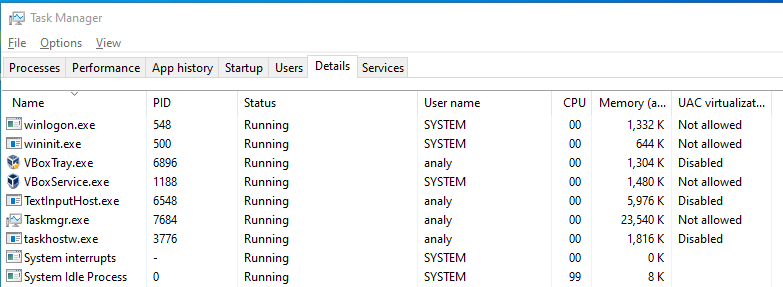 Task Manager
File Options View
Processes Performance App history Startup Users Details Services
Name PID Status User name CPU Memory (a... UAC virtualizat...
winlogon.exe 548 Running SYSTEM 00 1,332 K Not allowed
wininit.exe 500 Running SYSTEM 00 644 K Not allowed
VBoxTray.exe 6896 Running analy 00 1,304 K Disabled
VBoxService.exe 1188 Running SYSTEM 00 1,480 K Not allowed
TextInputHost.exe 6548 Running analy 00 5,976 K Disabled
Taskmgr.exe 7684 Running analy 00 23,540 K Not allowed
taskhostw.exe 3776 Running analy 00 1,816 K Disabled
System interrupts - Running SYSTEM 00 0 K
System Idle Process 0 Running SYSTEM 99 8 K